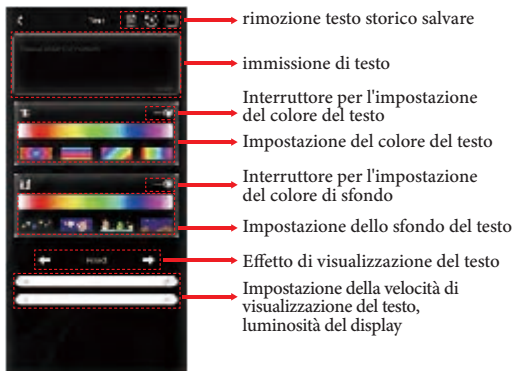 Text
rimozione testo storico salvare
immissione di testo
Interruttore per l'impostazione
del colore del testo
Impostazione del colore del testo
Interruttore per l'impostazione
del colore di sfondo
Impostazione dello sfondo del testo
Effetto di visualizzazione del testo
Fixed
Impostazione della velocità di
visualizzazione del testo,
luminosità del display